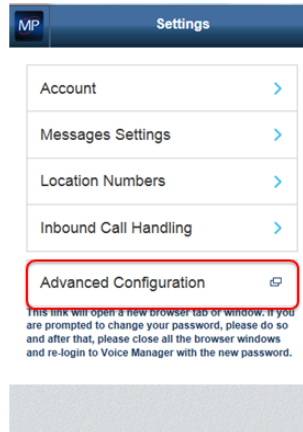 MP Settings
Account
Messages Settings
Location Numbers
Inbound Call Handling
Advanced Configuration
This link will open a new browser tab or window. If you
are prompted to change your password, please do so
and after that, please close all the browser windows
and re-login to Voice Manager with the new password.